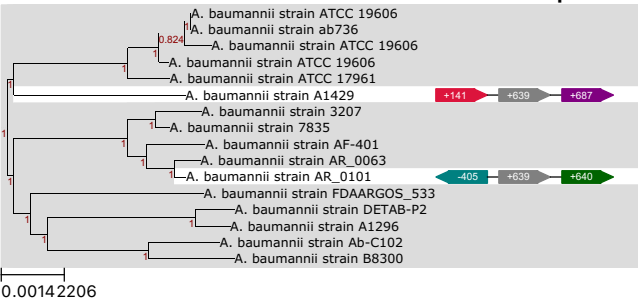 A. baumannii strain ATCC 19606
1
A. baumannii strain ab736
0.824
A. baumannii strain ATCC 19606
1
A. baumannii strain ATCC 19606
1
A. baumannii strain ATCC 17961
A. baumannii strain A1429 +141 +639 +687
A. baumannii strain 3207
1
1
A. baumannii strain 7835
1
A. baumannii strain AF-401
1
A. baumannii strain AR_0063
1
1
A. baumannii strain AR_0101 -405 +639 +640
A. baumannii strain FDAARGOS_533
A. baumannii strain DETAB-P2
1
1
A. baumannii strain A1296
1
A. baumannii strain Ab-C102
1
1
A. baumannii strain B8300
0.00142206